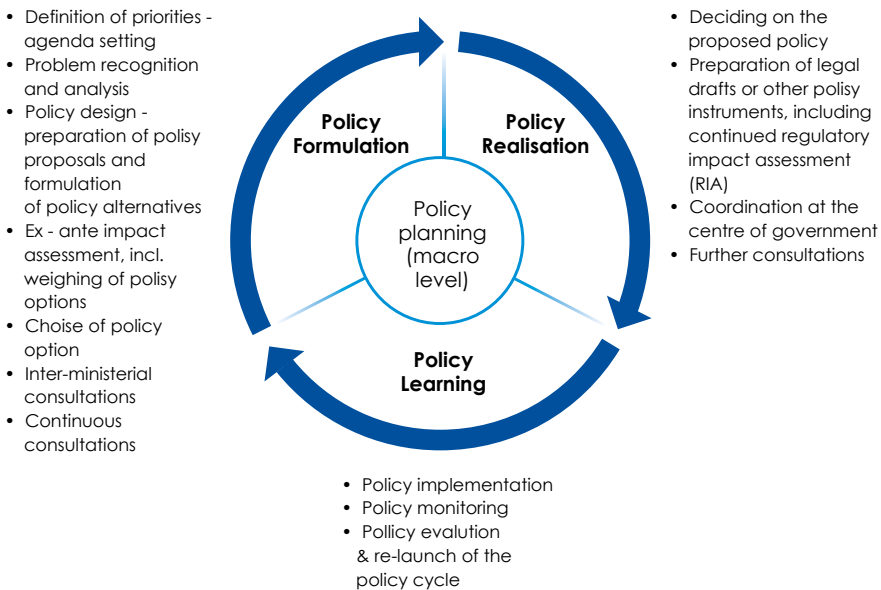 • Definition of priorities -
agenda setting
• Problem recognition
and analysis
• Policy design -
preparation of polisy
proposals and
formulation
of policy alternatives
• Ex - ante impact
assessment, incl.
weighing of polisy
options
• Choise of policy
option
• Inter-ministerial
consultations
• Continuous
consultations
Policy
Formulation
Policy
Realisation
Policy
planning
(macro
level)
Policy
Learning
• Deciding on the
proposed policy
• Preparation of legal
drafts or other polisy
instruments, including
continued regulatory
impact assessment
(RIA)
• Coordination at the
centre of government
• Further consultations
• Policy implementation
• Policy monitoring
• Pollicy evalution
& re-launch of the
policy cycle